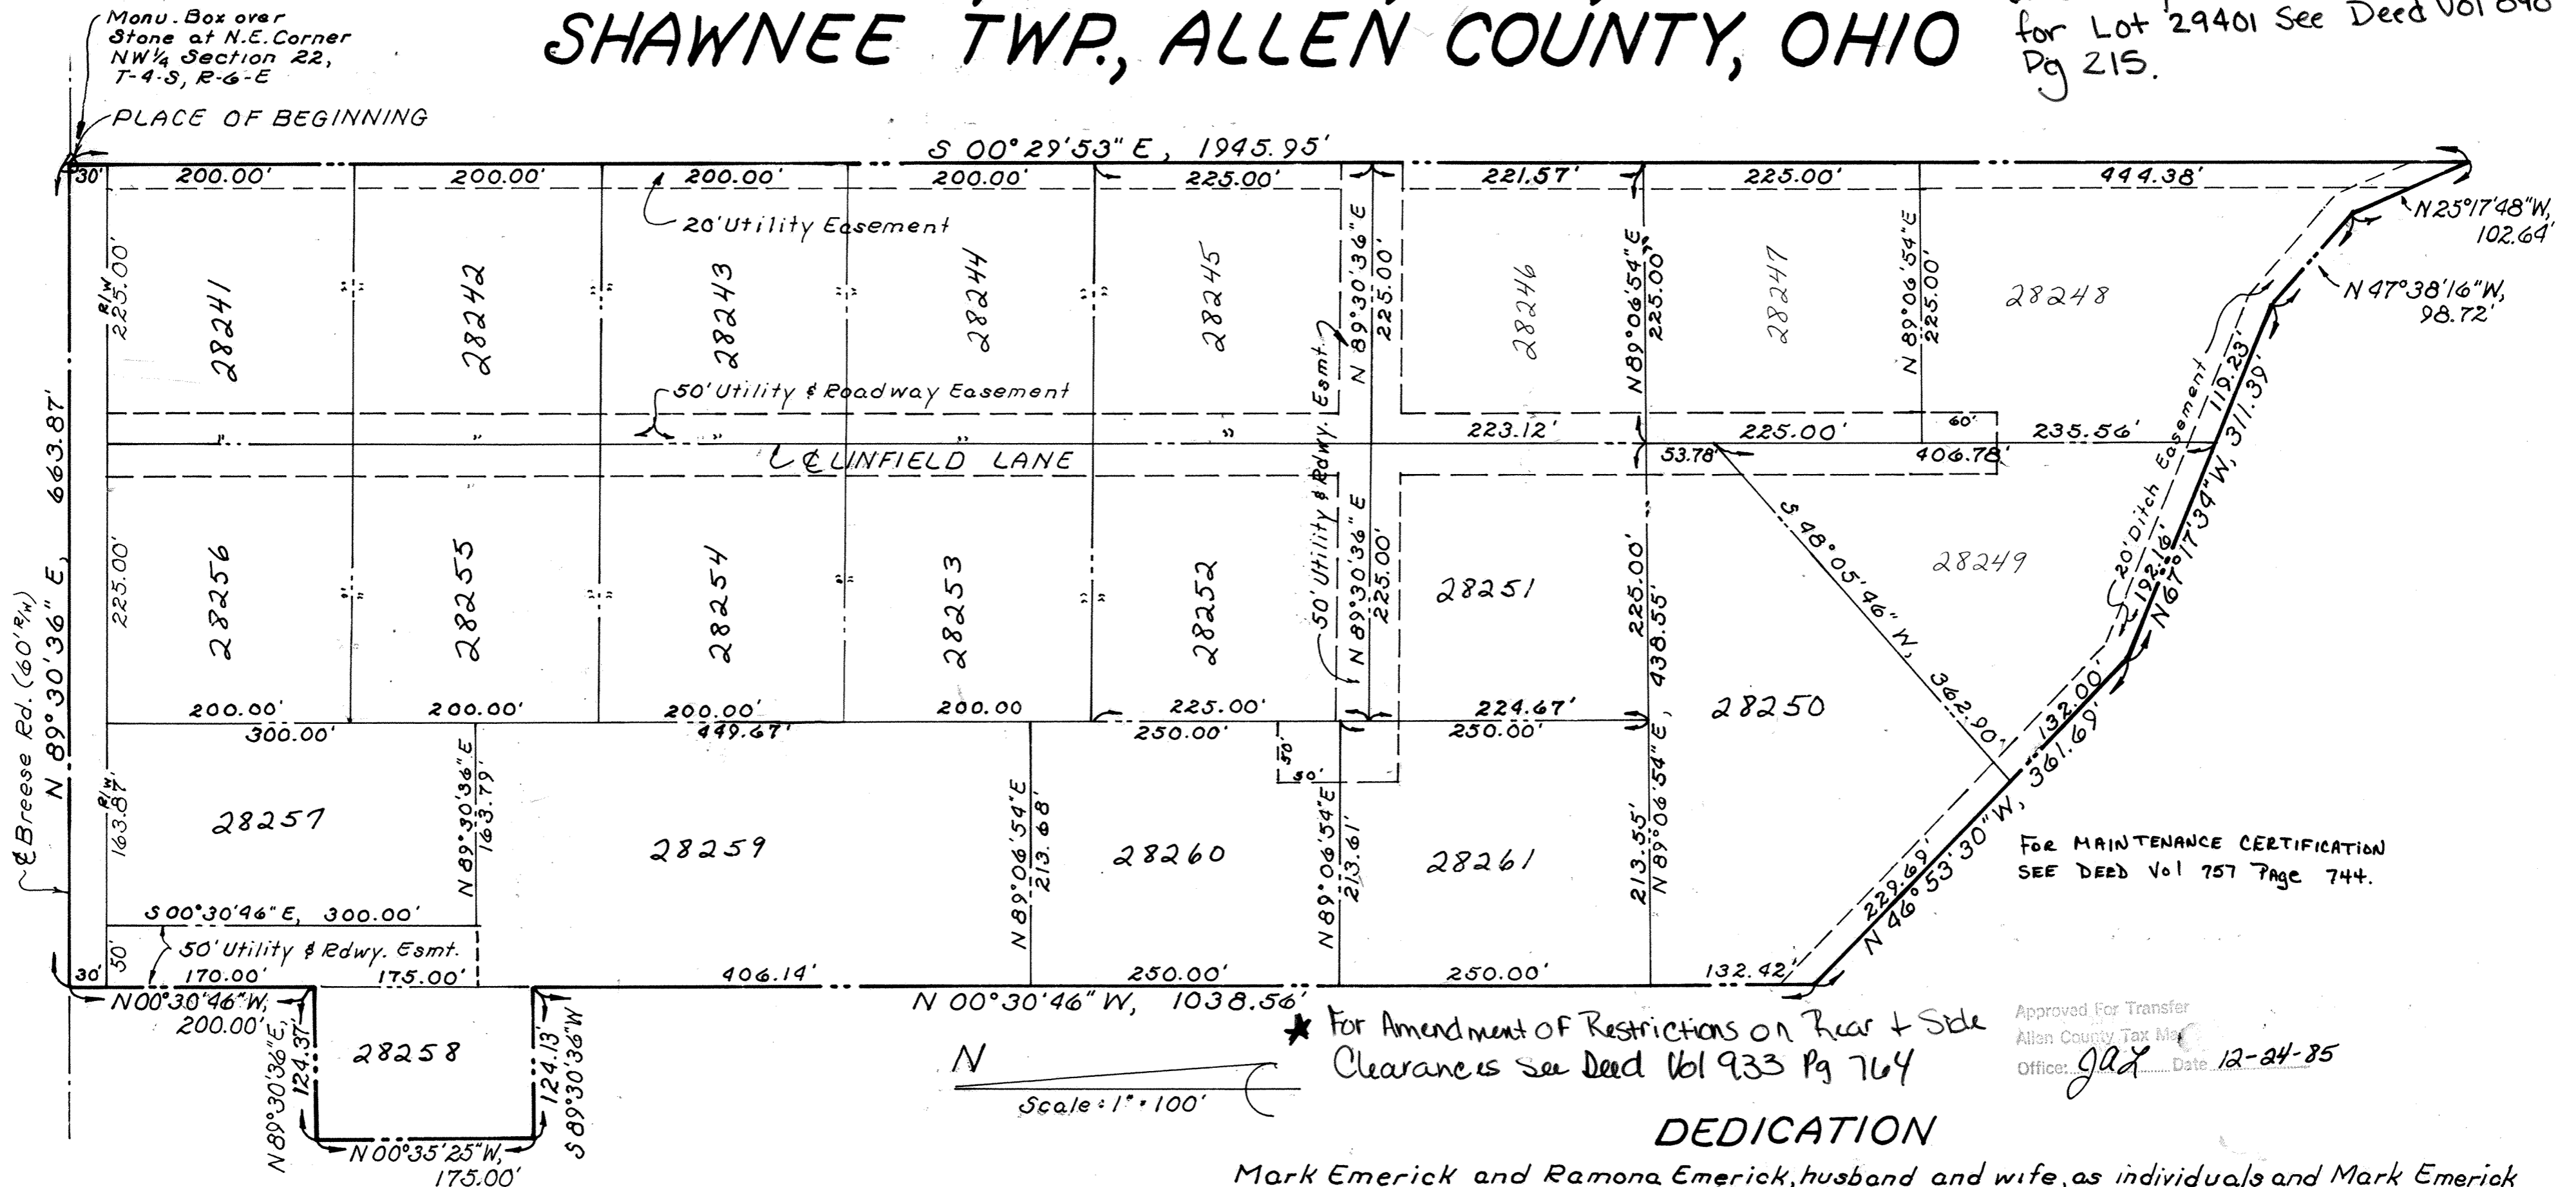 Monu. Box over
Stone at N.E. Corner
NW¼ Section 22,
T-4-S, R-6-E
PLACE OF BEGINNING
SHAWNEE TWP., ALLEN COUNTY, OHIO
for Lot 29401 See Deed Vol
Pg 215.
S 00°29'53" E, 1945.95'
30' 200.00' 200.00' 200.00' 200.00' 225.00' 221.57' 225.00' 444.38'
20' Utility Easement
N 25°17'48" W,
102.64'
N 47°38'16" W,
98.72'
R/W
225.00'
28241
28242
28243
28244
28245
N 89°30'36" E
225.00'
28246
N 89°06'54" E
225.00'
28247
N 89°06'54" E
225.00'
28248
50' Utility & Roadway Easement
50' Utility & Rdwy. Esmt.
20' Ditch Easement
119.23'
N 67°17'34" W, 311.39'
192.16'
223.12' 225.00' 60' 235.56'
53.78' 406.78'
℄ LINFIELD LANE
N 89°30'36" E, 663.87'
℄ Breese Rd. (60' R/W)
225.00'
28256
28255
28254
28253
28252
N 89°30'36" E
225.00'
28251
225.00'
438.55'
N 89°06'54" E,
S 48°05'46" W, 362.90'
28249
28250
132.00'
N 46°53'30" W, 361.69'
229.69'
200.00' 200.00' 200.00' 200.00 225.00' 224.67'
300.00' 449.67' 250.00' 250.00'
50'
50'
R/W
163.87'
28257
N 89°30'36" E
163.79'
28259
N 89°06'54" E
213.68'
28260
N 89°06'54" E
213.61'
28261
213.55'
FOR MAINTENANCE CERTIFICATION
SEE DEED Vol 757 PAge 744.
S 00°30'46" E, 300.00'
50' Utility & Rdwy. Esmt.
50'
30' 170.00' 175.00' 406.14' 250.00' 250.00' 132.42'
N 00°30'46" W,
200.00'
N 00°30'46" W, 1038.56'
N 89°30'36" E,
124.37'
28258
124.13'
S 89°30'36" W
N 00°35'25" W,
175.00'
N
Scale: 1" = 100'
★ For Amendment OF Restrictions on Rear + Side
Clearances See Deed Vol 933 Pg 764
Approved For Transfer
Allen County Tax
Office: JAL Date 12-24-85
DEDICATION
Mark Emerick and Ramona Emerick, husband and wife, as individuals and Mark Emerick